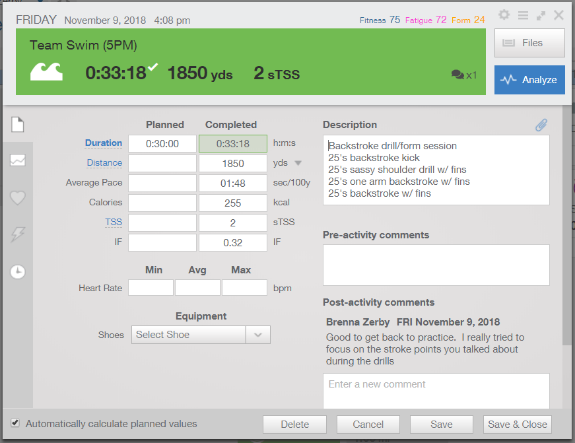 FRIDAY November 9, 2018 4:08 pm
Fitness 75 Fatigue 72 Form 24
Team Swim (5PM)
0:33:18 1850 yds 2 sTSS
x1
Files
Analyze
Planned Completed
Duration 0:30:00 0:33:18 h:m:s
Distance 1850 yds
Average Pace 01:48 sec/100y
Calories 255 kcal
TSS 2 sTSS
IF 0.32 IF
Min Avg Max
Heart Rate bpm
Equipment
Shoes Select Shoe
Description
Backstroke drill/form session
25's backstroke kick
25's sassy shoulder drill w/ fins
25's one arm backstroke w/ fins
25's backstroke w/ fins
Pre-activity comments
Post-activity comments
Brenna Zerby FRI November 9, 2018
Good to get back to practice. I really tried to
focus on the stroke points you talked about
during the drills
Enter a new comment
Automatically calculate planned values
Delete
Cancel
Save
Save & Close